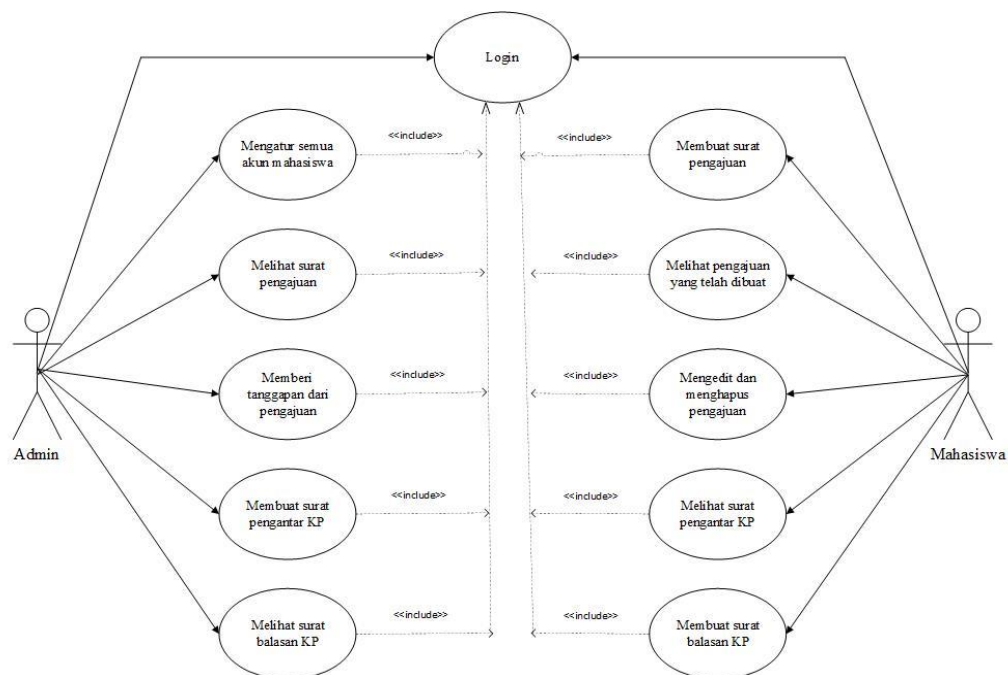 Login
<<include>>
<<include>>
Mengatur semua
akun mahasiswa
Membuat surat
pengajuan
<<include>>
<<include>>
Melihat surat
pengajuan
Melihat pengajuan
yang telah dibuat
<<include>>
<<include>>
Memberi
tanggapan dari
pengajuan
Mengedit dan
menghapus
pengajuan
Admin
Mahasiswa
<<include>>
<<include>>
Membuat surat
pengantar KP
Melihat surat
pengantar KP
<<include>>
<<include>>
Melihat surat
balasan KP
Membuat surat
balasan KP